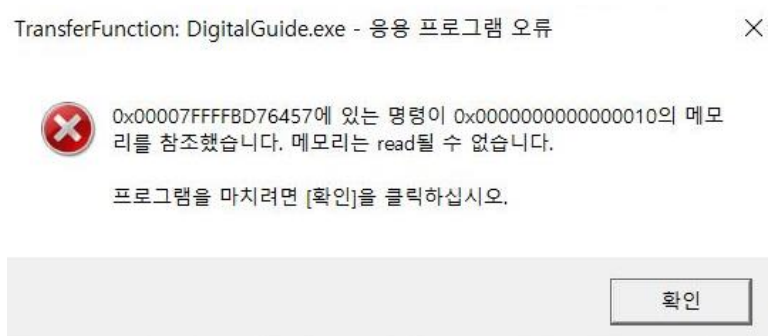 TransferFunction: DigitalGuide.exe - 응용 프로그램 오류
0x00007FFFFBD76457에 있는 명령이 0x0000000000000010의 메모
리를 참조했습니다. 메모리는 read될 수 없습니다.
프로그램을 마치려면 [확인]을 클릭하십시오.
확인